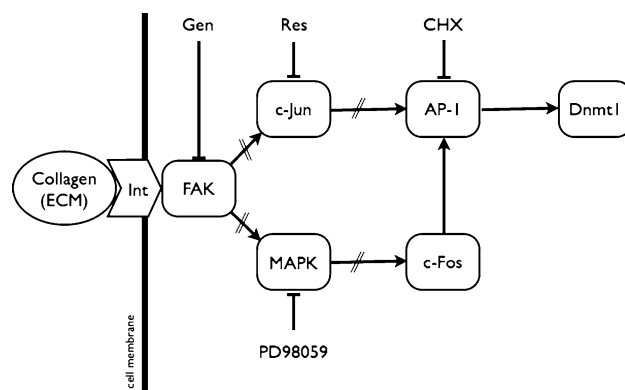 Gen
Res
CHX
c-Jun
AP-1
Dnmt1
Collagen
(ECM)
Int
FAK
MAPK
c-Fos
PD98059
cell membrane